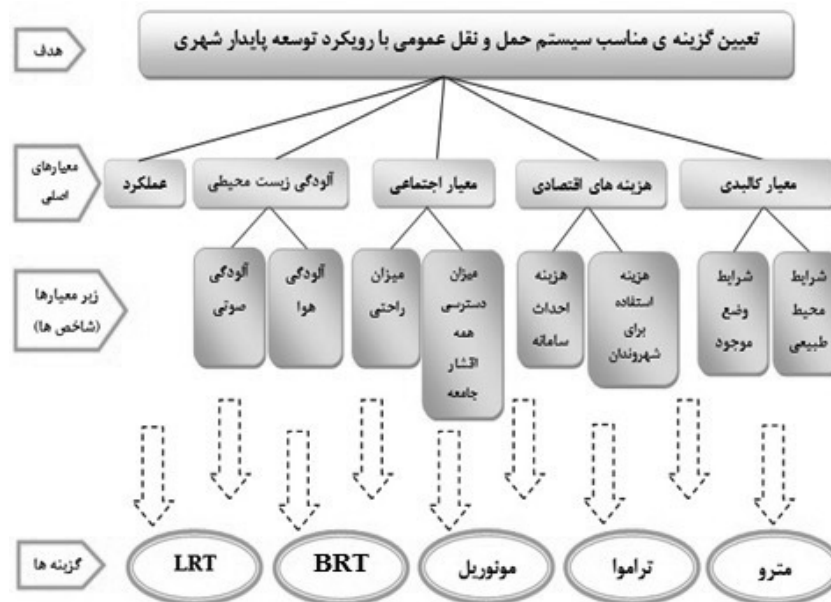 هدف
تعیین گزینه ی مناسب سیستم حمل و نقل عمومی با رویکرد توسعه پایدار شهری
معیارهای
اصلی
معیار کالبدی
هزینه های اقتصادی
معیار اجتماعی
آلودگی زیست محیطی
عملکرد
زیر معیارها
(شاخص ها)
شرایط
محیط
طبیعی
شرایط
وضع
موجود
هزینه
استفاده
برای
شهروندان
هزینه
احداث
سامانه
میزان
دسترسی
همه
اقشار
جامعه
میزان
راحتی
آلودگی
هوا
آلودگی
صوتی
گزینه ها
مترو
تراموا
مونوریل
BRT
LRT